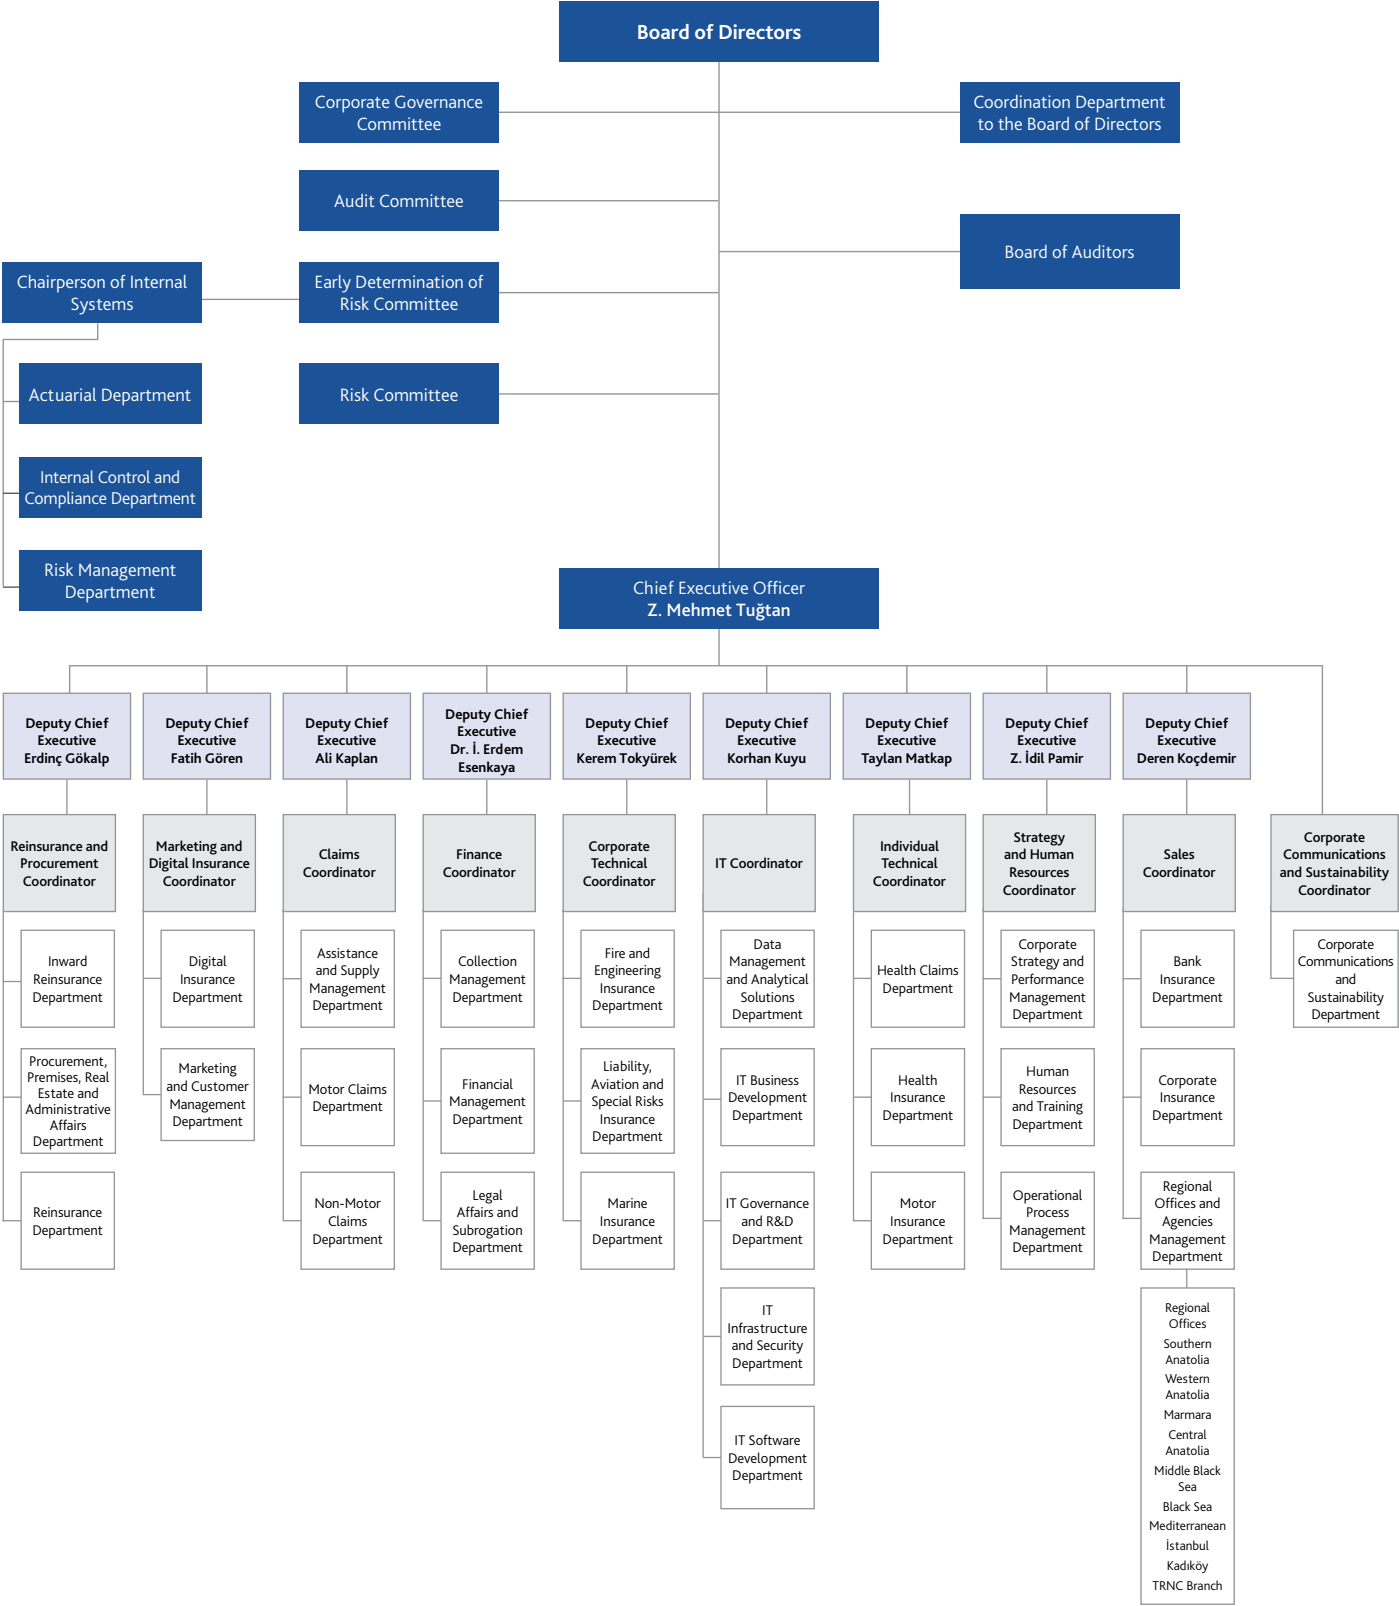 Board of Directors
Corporate Governance
Committee
Coordination Department
to the Board of Directors
Audit Committee
Board of Auditors
Chairperson of Internal
Systems
Early Determination of
Risk Committee
Actuarial Department
Risk Committee
Internal Control and
Compliance Department
Risk Management
Department
Chief Executive Officer
Z. Mehmet Tuğtan
Deputy Chief
Executive
Erdinç Gökalp
Deputy Chief
Executive
Fatih Gören
Deputy Chief
Executive
Ali Kaplan
Deputy Chief
Executive
Dr. İ. Erdem
Esenkaya
Deputy Chief
Executive
Kerem Tokyürek
Deputy Chief
Executive
Korhan Kuyu
Deputy Chief
Executive
Taylan Matkap
Deputy Chief
Executive
Z. İdil Pamir
Deputy Chief
Executive
Deren Koçdemir
Reinsurance and
Procurement
Coordinator
Marketing and
Digital Insurance
Coordinator
Claims
Coordinator
Finance
Coordinator
Corporate
Technical
Coordinator
IT Coordinator
Individual
Technical
Coordinator
Strategy
and Human
Resources
Coordinator
Sales
Coordinator
Corporate
Communications
and Sustainability
Coordinator
Inward
Reinsurance
Department
Digital
Insurance
Department
Assistance
and Supply
Management
Department
Collection
Management
Department
Fire and
Engineering
Insurance
Department
Data
Management
and Analytical
Solutions
Department
Health Claims
Department
Corporate
Strategy and
Performance
Management
Department
Bank
Insurance
Department
Corporate
Communications
and
Sustainability
Department
Procurement,
Premises, Real
Estate and
Administrative
Affairs
Department
Marketing
and Customer
Management
Department
Motor Claims
Department
Financial
Management
Department
Liability,
Aviation and
Special Risks
Insurance
Department
IT Business
Development
Department
Health
Insurance
Department
Human
Resources
and Training
Department
Corporate
Insurance
Department
Reinsurance
Department
Non-Motor
Claims
Department
Legal
Affairs and
Subrogation
Department
Marine
Insurance
Department
IT Governance
and R&D
Department
Motor
Insurance
Department
Operational
Process
Management
Department
Regional
Offices and
Agencies
Management
Department
IT
Infrastructure
and Security
Department
IT Software
Development
Department
Regional
Offices
Southern
Anatolia
Western
Anatolia
Marmara
Central
Anatolia
Middle Black
Sea
Black Sea
Mediterranean
İstanbul
Kadıköy
TRNC Branch